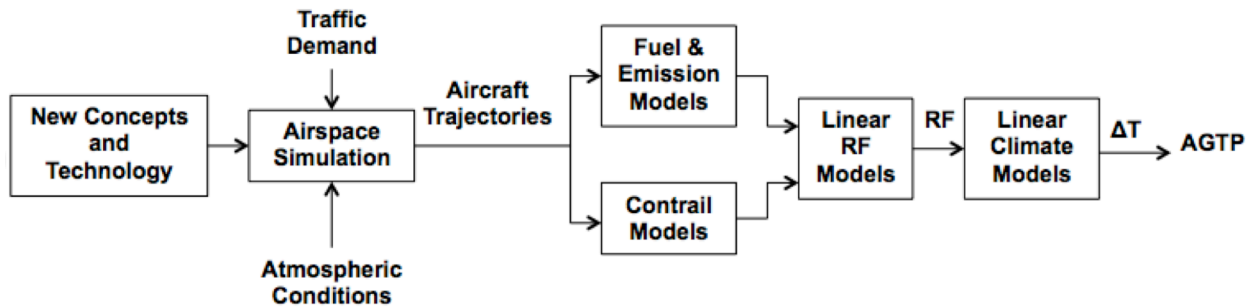 Traffic
Demand
New Concepts
and
Technology
Airspace
Simulation
Atmospheric
Conditions
Aircraft
Trajectories
Fuel &
Emission
Models
Contrail
Models
Linear
RF
Models
RF
Linear
Climate
Models
ΔT
AGTP